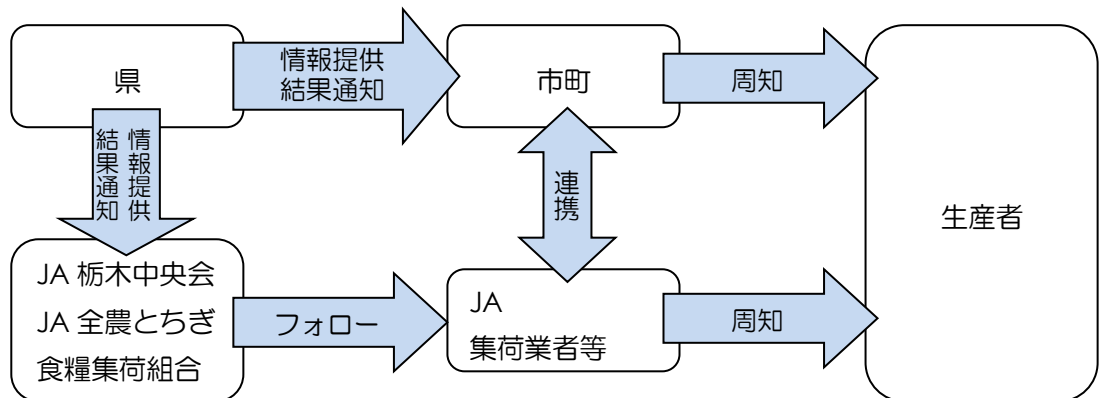 県
情報提供
結果通知
市町
周知
情報提供
結果通知
連携
生産者
JA 栃木中央会
JA 全農とちぎ
食糧集荷組合
フォロー
JA
集荷業者等
周知